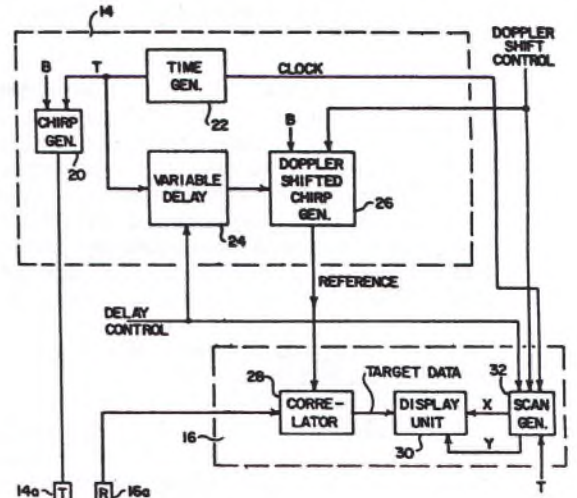 14
DOPPLER
SHIFT
CONTROL
B
T
TIME
GEN.
CLOCK
22
CHIRP
GEN.
20
B
VARIABLE
DELAY
24
DOPPLER
SHIFTED
CHIRP
GEN.
26
REFERENCE
DELAY
CONTROL
28
TARGET DATA
32
CORRE-
LATOR
DISPLAY
UNIT
X
SCAN
GEN.
16
30
Y
T
14a
T
R
16a